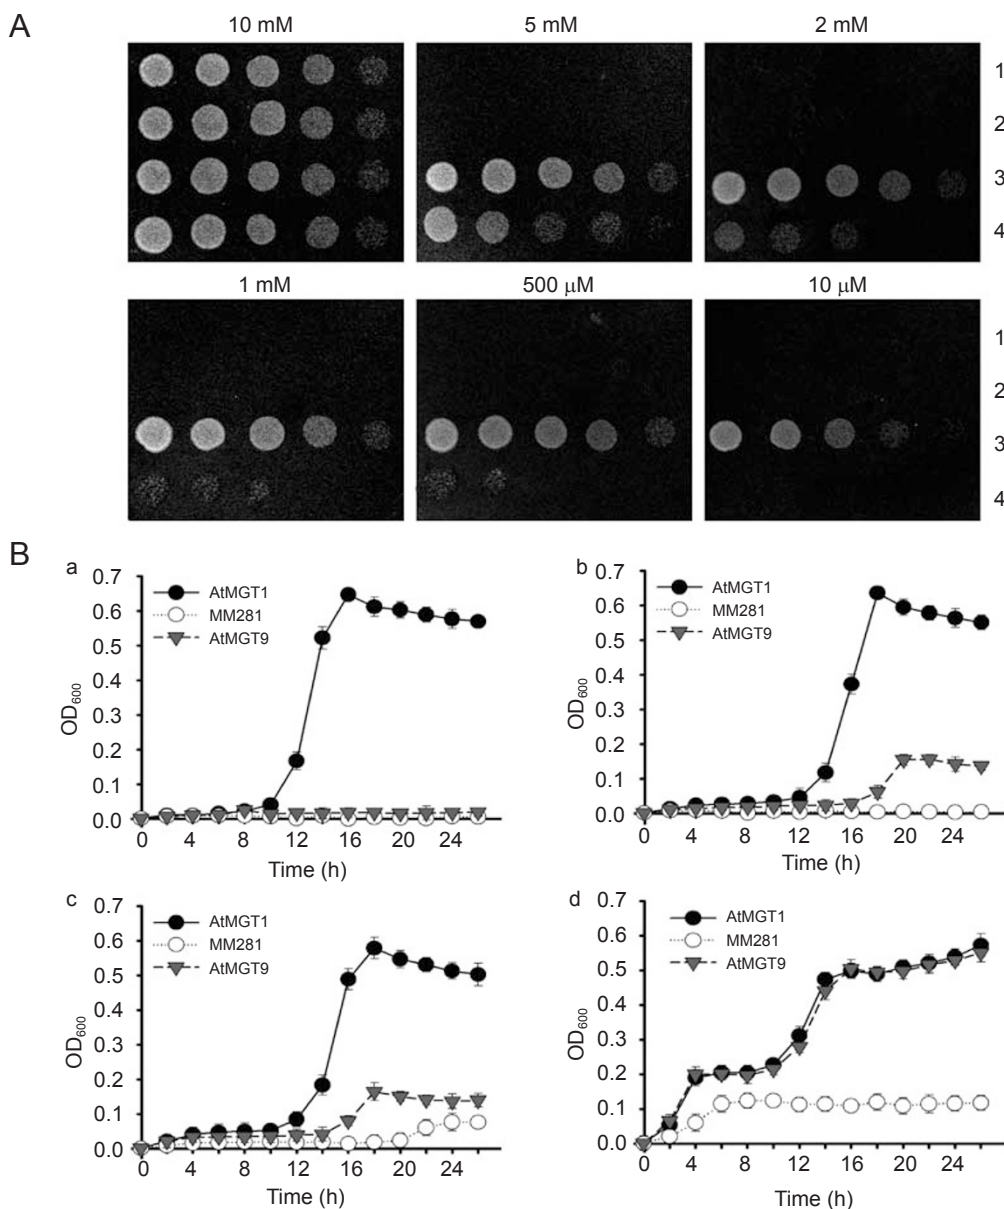 A
10 mM 5 mM 2 mM
1
2
3
4
1 mM 500 μM 10 μM
1
2
3
4
B
a
0.7
0.6
0.5
0.4
0.3
0.2
0.1
0.0
OD600
AtMGT1
MM281
AtMGT9
0 4 8 12 16 20 24
Time (h)
b
0.7
0.6
0.5
0.4
0.3
0.2
0.1
0.0
OD600
AtMGT1
MM281
AtMGT9
0 4 8 12 16 20 24
Time (h)
c
0.7
0.6
0.5
0.4
0.3
0.2
0.1
0.0
OD600
AtMGT1
MM281
AtMGT9
0 4 8 12 16 20 24
Time (h)
d
0.7
0.6
0.5
0.4
0.3
0.2
0.1
0.0
OD600
AtMGT1
MM281
AtMGT9
0 4 8 12 16 20 24
Time (h)